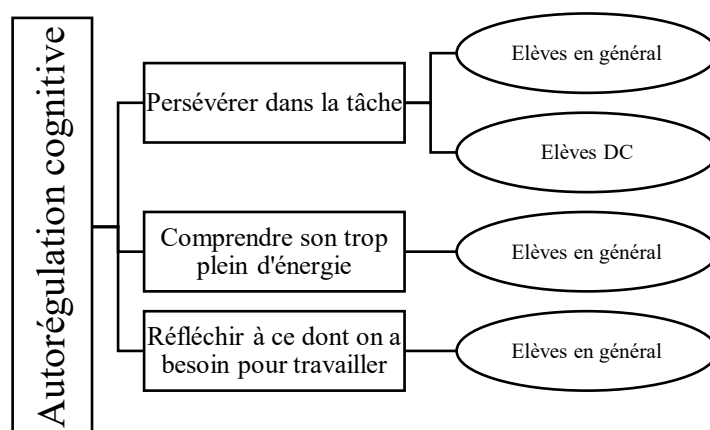 Autorégulation cognitive
Persévérer dans la tâche
Elèves en général
Elèves DC
Comprendre son trop
plein d'énergie
Elèves en général
Réfléchir à ce dont on a
besoin pour travailler
Elèves en général